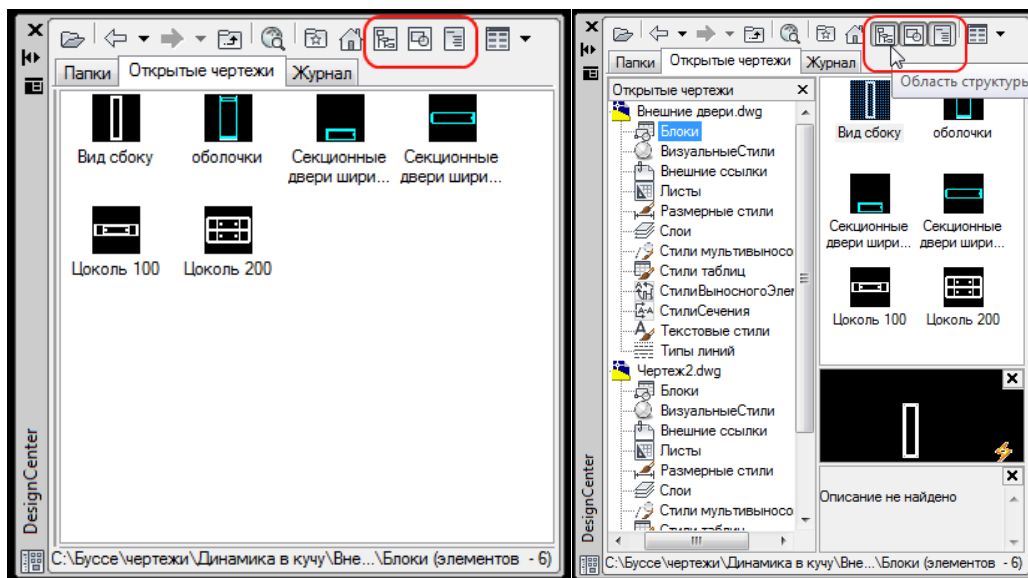 Папки Открытые чертежи Журнал
Вид сбоку оболочки Секционные Секционные
двери шири... двери шири...
Цоколь 100 Цоколь 200
DesignCenter
C:\Буссе\чертежи\Динамика в кучу\Вне...\Блоки (элементов - 6)
Папки Открытые чертежи Журнал
Область структуры
Открытые чертежи
Внешние двери.dwg
Блоки
ВизуальныеСтили
Внешние ссылки
Листы
Размерные стили
Слои
Стили мультивыносо
Стили таблиц
СтилиВыносногоЭлег
СтилиСечения
Текстовые стили
Типы линий
Чертеж2.dwg
Блоки
ВизуальныеСтили
Внешние ссылки
Листы
Размерные стили
Слои
Стили мультивыносо
Стили таблиц
Вид сбоку оболочки
Секционные Секционные
двери шири... двери шири...
Цоколь 100 Цоколь 200
Описание не найдено
DesignCenter
C:\Буссе\чертежи\Динамика в кучу\Вне...\Блоки (элементов - 6)